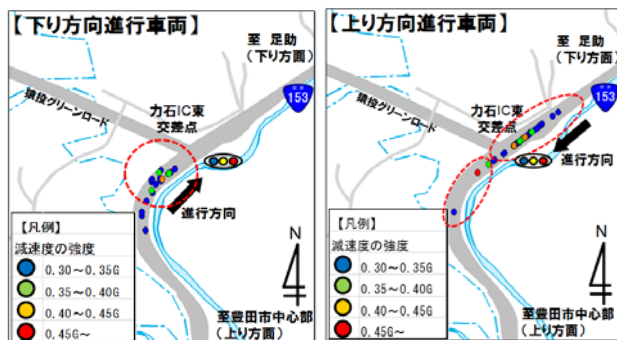 【下り方向進行車両】
至 足助
（下り方面）
国道
153
猿投グリーンロード
力石IC東
交差点
進行方向
【凡例】
減速度の強度
0.30～0.35G
0.35～0.40G
0.40～0.45G
0.45G～
N
至豊田市中心部
（上り方面）
【上り方向進行車両】
至 足助
（下り方面）
国道
153
猿投グリーンロード
力石IC東
交差点
進行方向
【凡例】
減速度の強度
0.30～0.35G
0.35～0.40G
0.40～0.45G
0.45G～
N
至豊田市中心部
（上り方面）